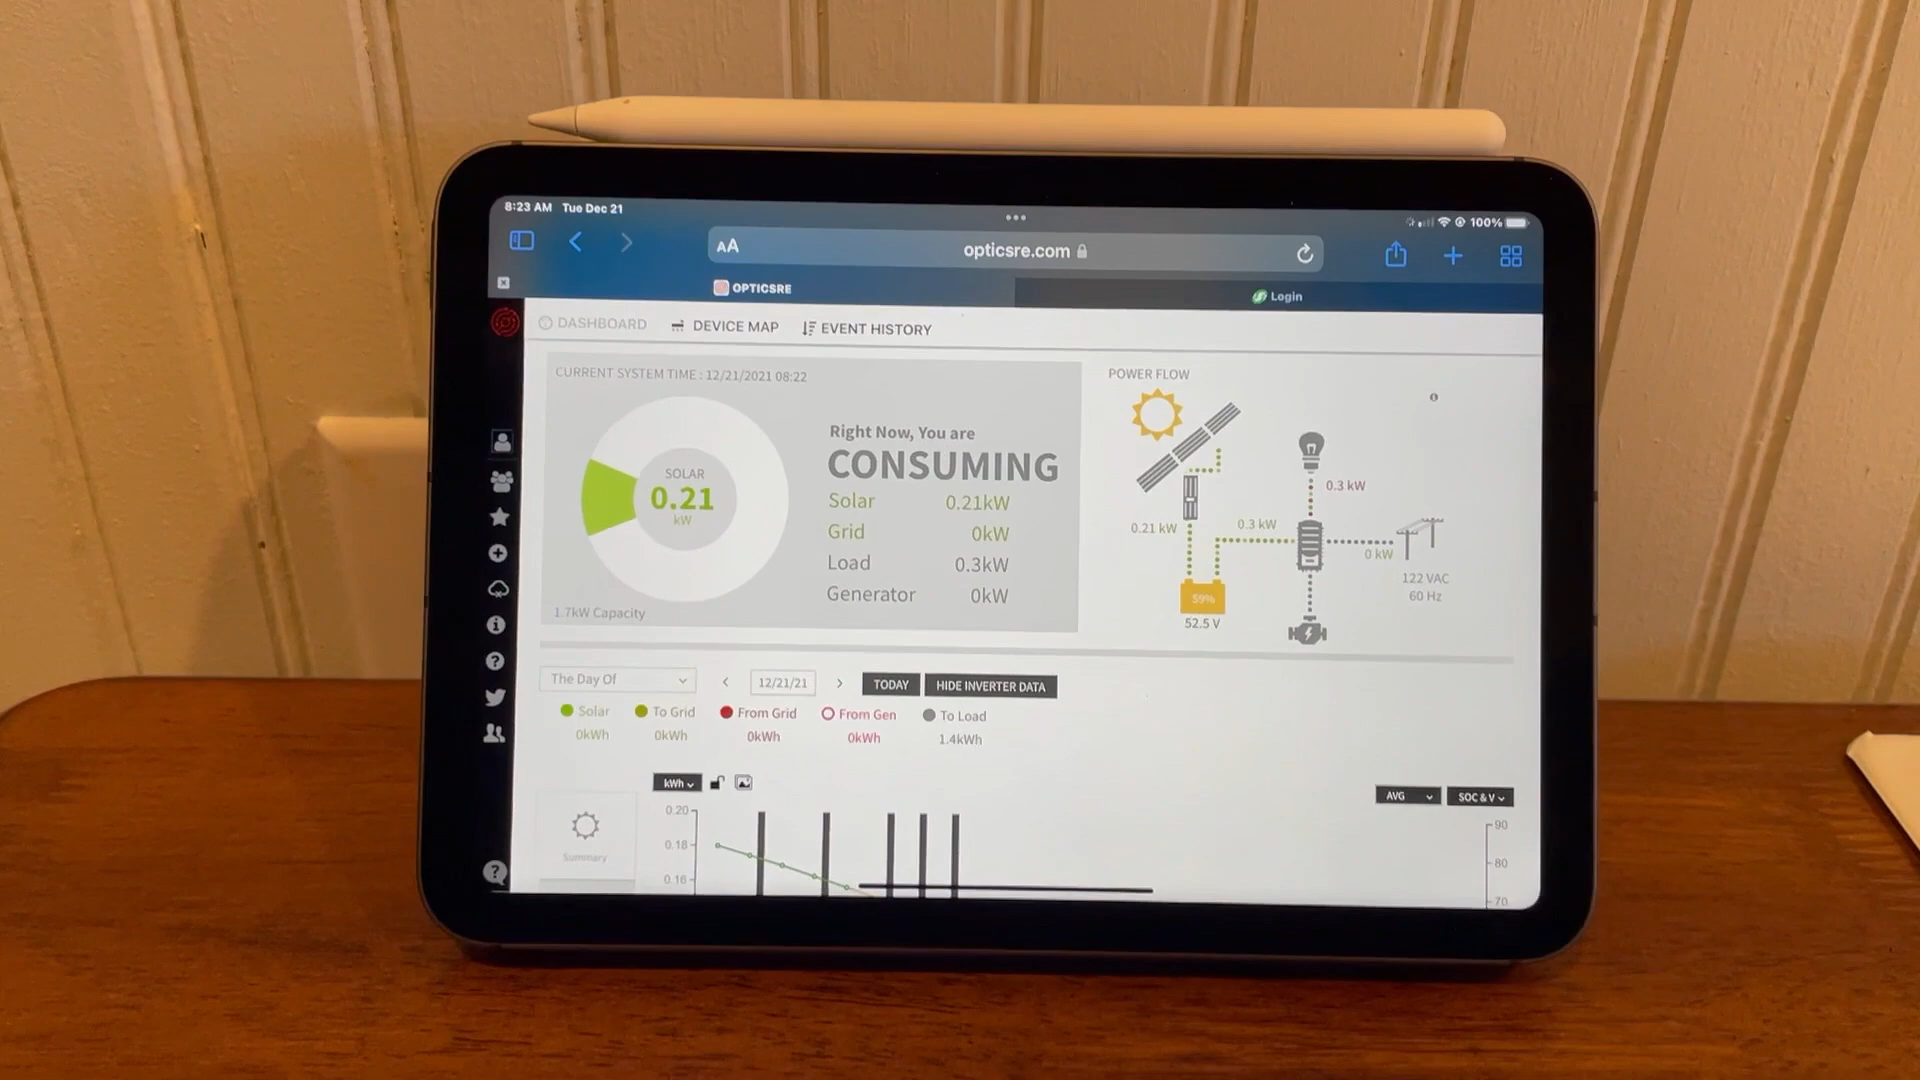 8:23 AM Tue Dec 21
100%
AA
opticsre.com
OPTICSRE
Login
DASHBOARD
DEVICE MAP
EVENT HISTORY
CURRENT SYSTEM TIME : 12/21/2021 08:22
SOLAR
0.21
kW
1.7kW Capacity
Right Now, You are
CONSUMING
Solar 0.21kW
Grid 0kW
Load 0.3kW
Generator 0kW
POWER FLOW
0.3 kW
0.21 kW
0.3 kW
0 kW
122 VAC
60 Hz
59%
52.5 V
The Day Of
12/21/21
TODAY
HIDE INVERTER DATA
Solar To Grid From Grid From Gen To Load
0kWh 0kWh 0kWh 0kWh 1.4kWh
kWh
AVG
SOC & V
0.20
0.18
0.16
90
80
70
Summary